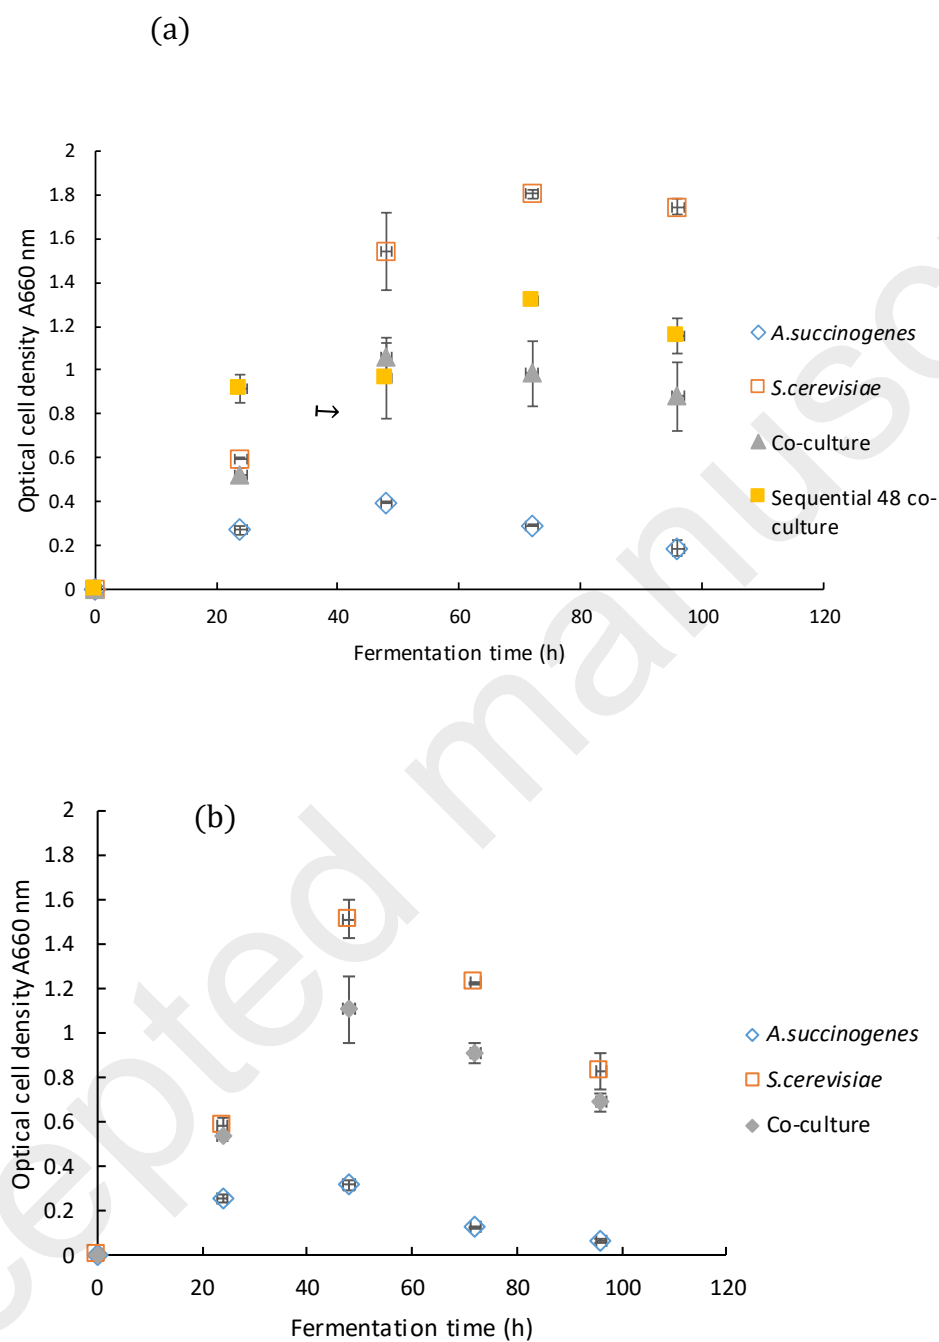 (a)
2
1.8
1.6
1.4
1.2
1
0.8
0.6
0.4
0.2
0
Optical cell density A660 nm
0 20 40 60 80 100 120
Fermentation time (h)
A.succinogenes
S.cerevisiae
Co-culture
Sequential 48 co-
culture
(b)
2
1.8
1.6
1.4
1.2
1
0.8
0.6
0.4
0.2
0
Optical cell density A660 nm
0 20 40 60 80 100 120
Fermentation time (h)
A.succinogenes
S.cerevisiae
Co-culture
cepted manusc